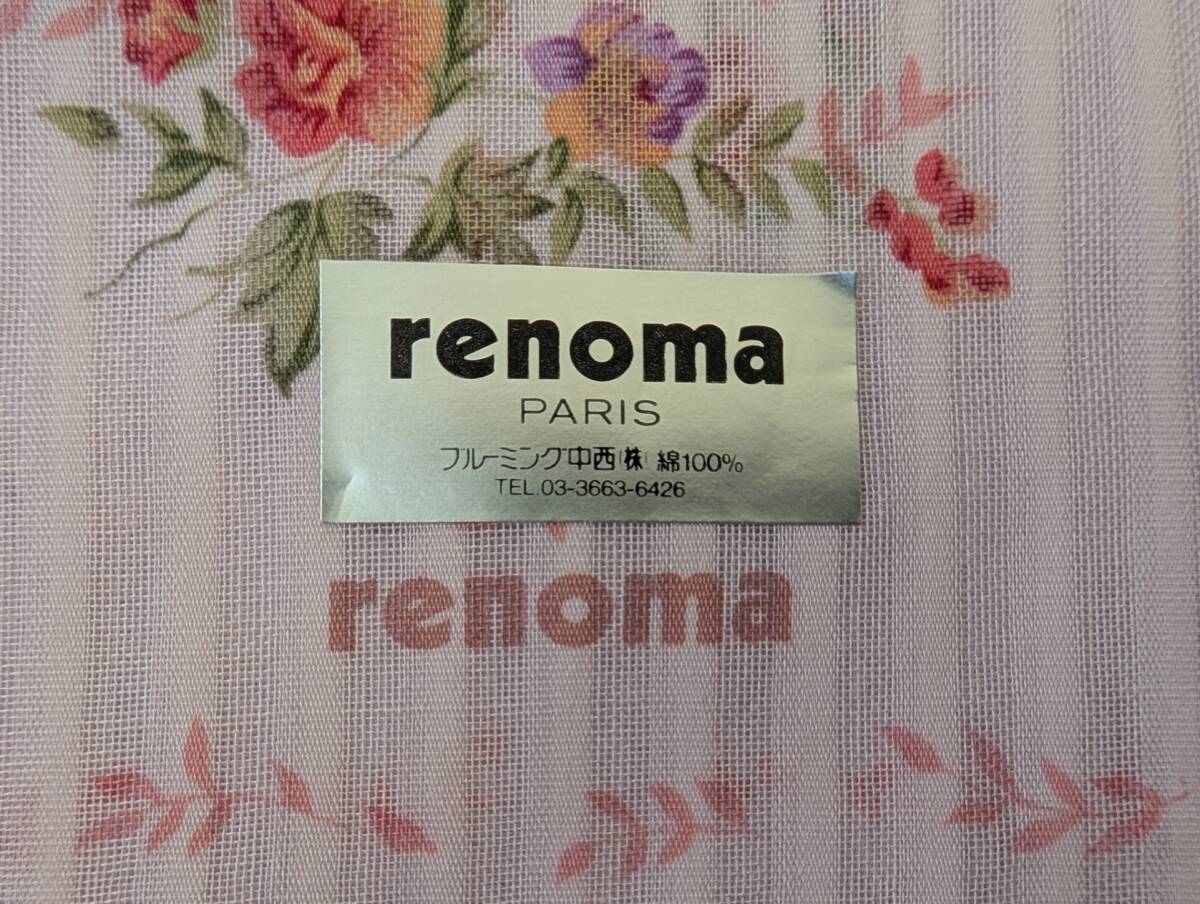 renoma
PARIS
ブルーミング中西(株) 綿100%
TEL.03-3663-6426
renoma